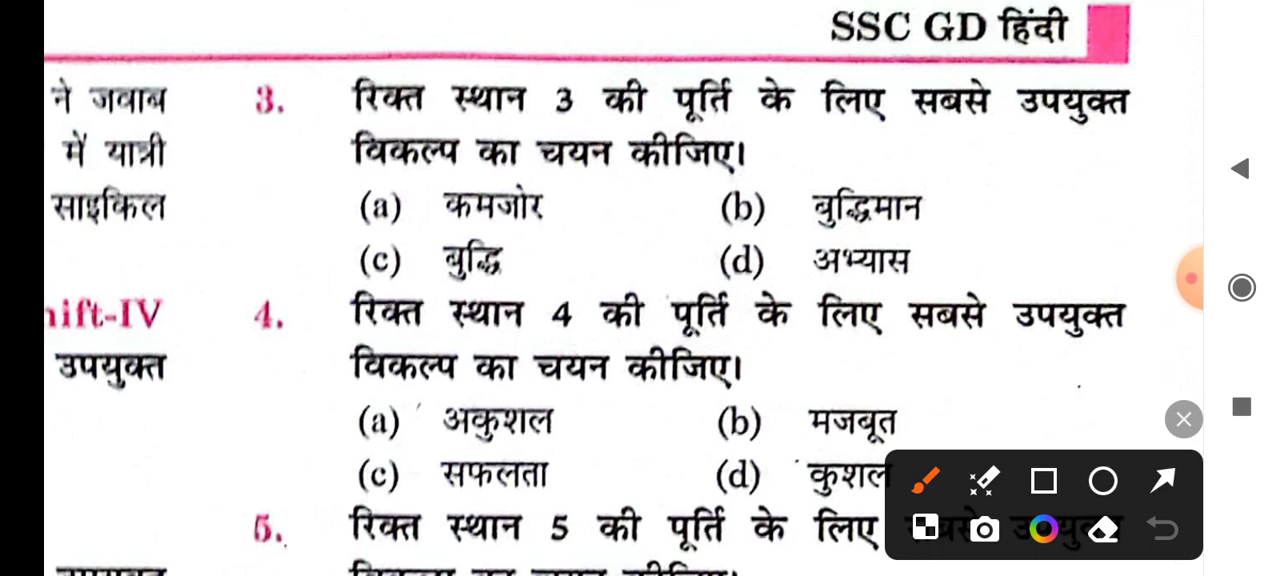 SSC GD हिंदी
ने जवाब
में यात्री
साइकिल
ift-IV
उपयुक्त
3. रिक्त स्थान 3 की पूर्ति के लिए सबसे उपयुक्त
विकल्प का चयन कीजिए।
(a) कमजोर (b) बुद्धिमान
(c) बुद्धि (d) अभ्यास
4. रिक्त स्थान 4 की पूर्ति के लिए सबसे उपयुक्त
विकल्प का चयन कीजिए।
(a) अकुशल (b) मजबूत
(c) सफलता (d) कुशल
5. रिक्त स्थान 5 की पूर्ति के लिए